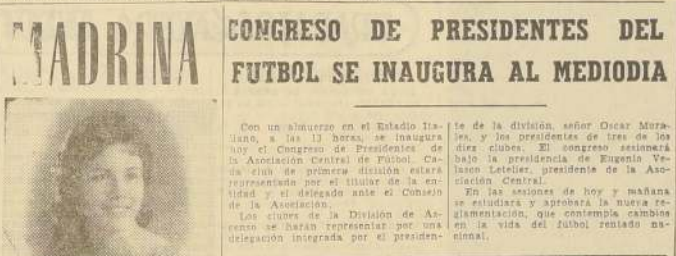 MADRINA
CONGRESO DE PRESIDENTES DEL
FUTBOL SE INAUGURA AL MEDIODIA
Con un almuerzo en el Estadio Ita-
liano, a las 13 horas, se inaugura
hoy el Congreso de Presidentes de
la Asociación Central de Fútbol. Ca-
da club de primera división estará
representado por el titular de la en-
tidad y el delegado ante el Consejo
de la Asociación.
Los clubes de la División de As-
censo se harán representar por una
delegación integrada por el presiden-
te de la división, señor Oscar Mora-
les, y los presidentes de tres de los
diez clubes. El congreso sesionará
bajo la presidencia de Eugenio Ve-
lasco Letelier, presidente de la Aso-
ciación Central.
En las sesiones de hoy y mañana
se estudiará y aprobará la nueva re-
glamentación, que contempla cambios
en la vida del fútbol rentado na-
cional.